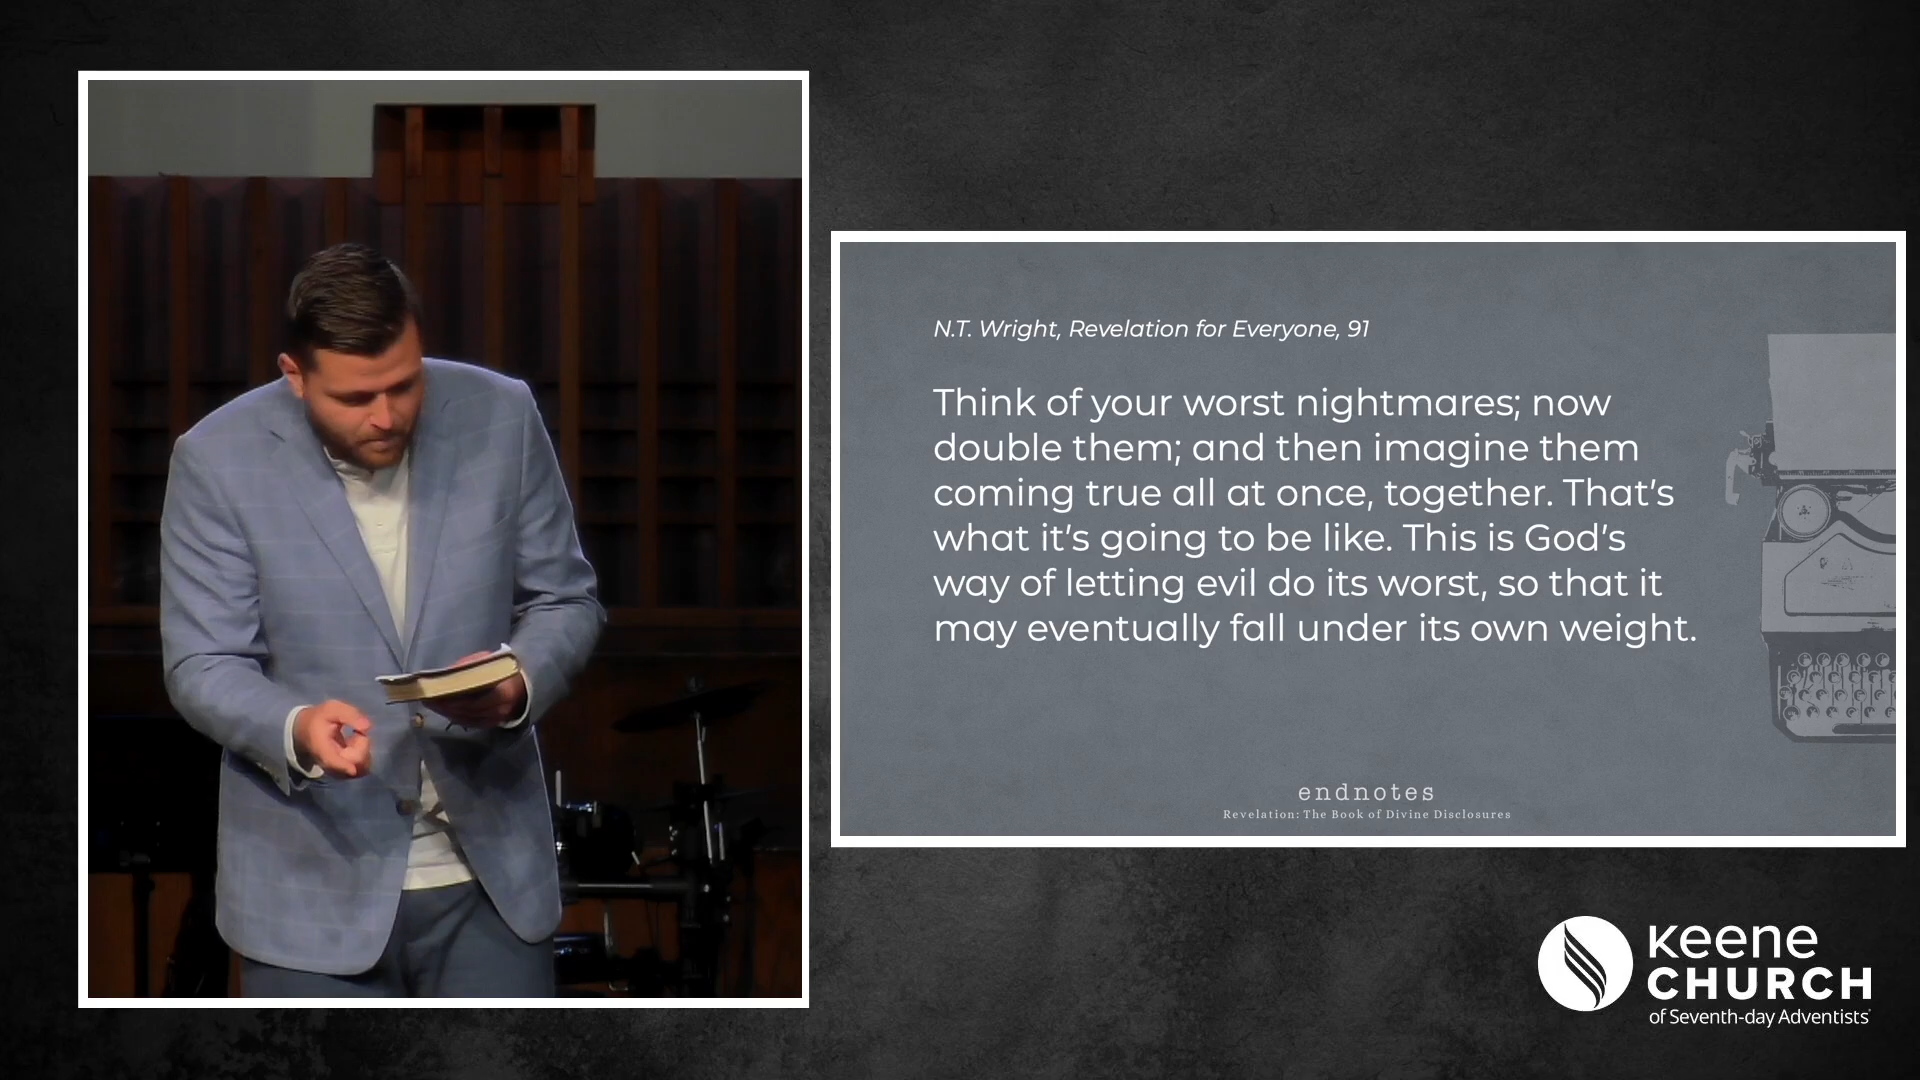 N.T. Wright, Revelation for Everyone, 91
Think of your worst nightmares; now
double them; and then imagine them
coming true all at once, together. That’s
what it’s going to be like. This is God’s
way of letting evil do its worst, so that it
may eventually fall under its own weight.
endnotes
Revelation: The Book of Divine Disclosures
Keene
CHURCH
of Seventh-day Adventists